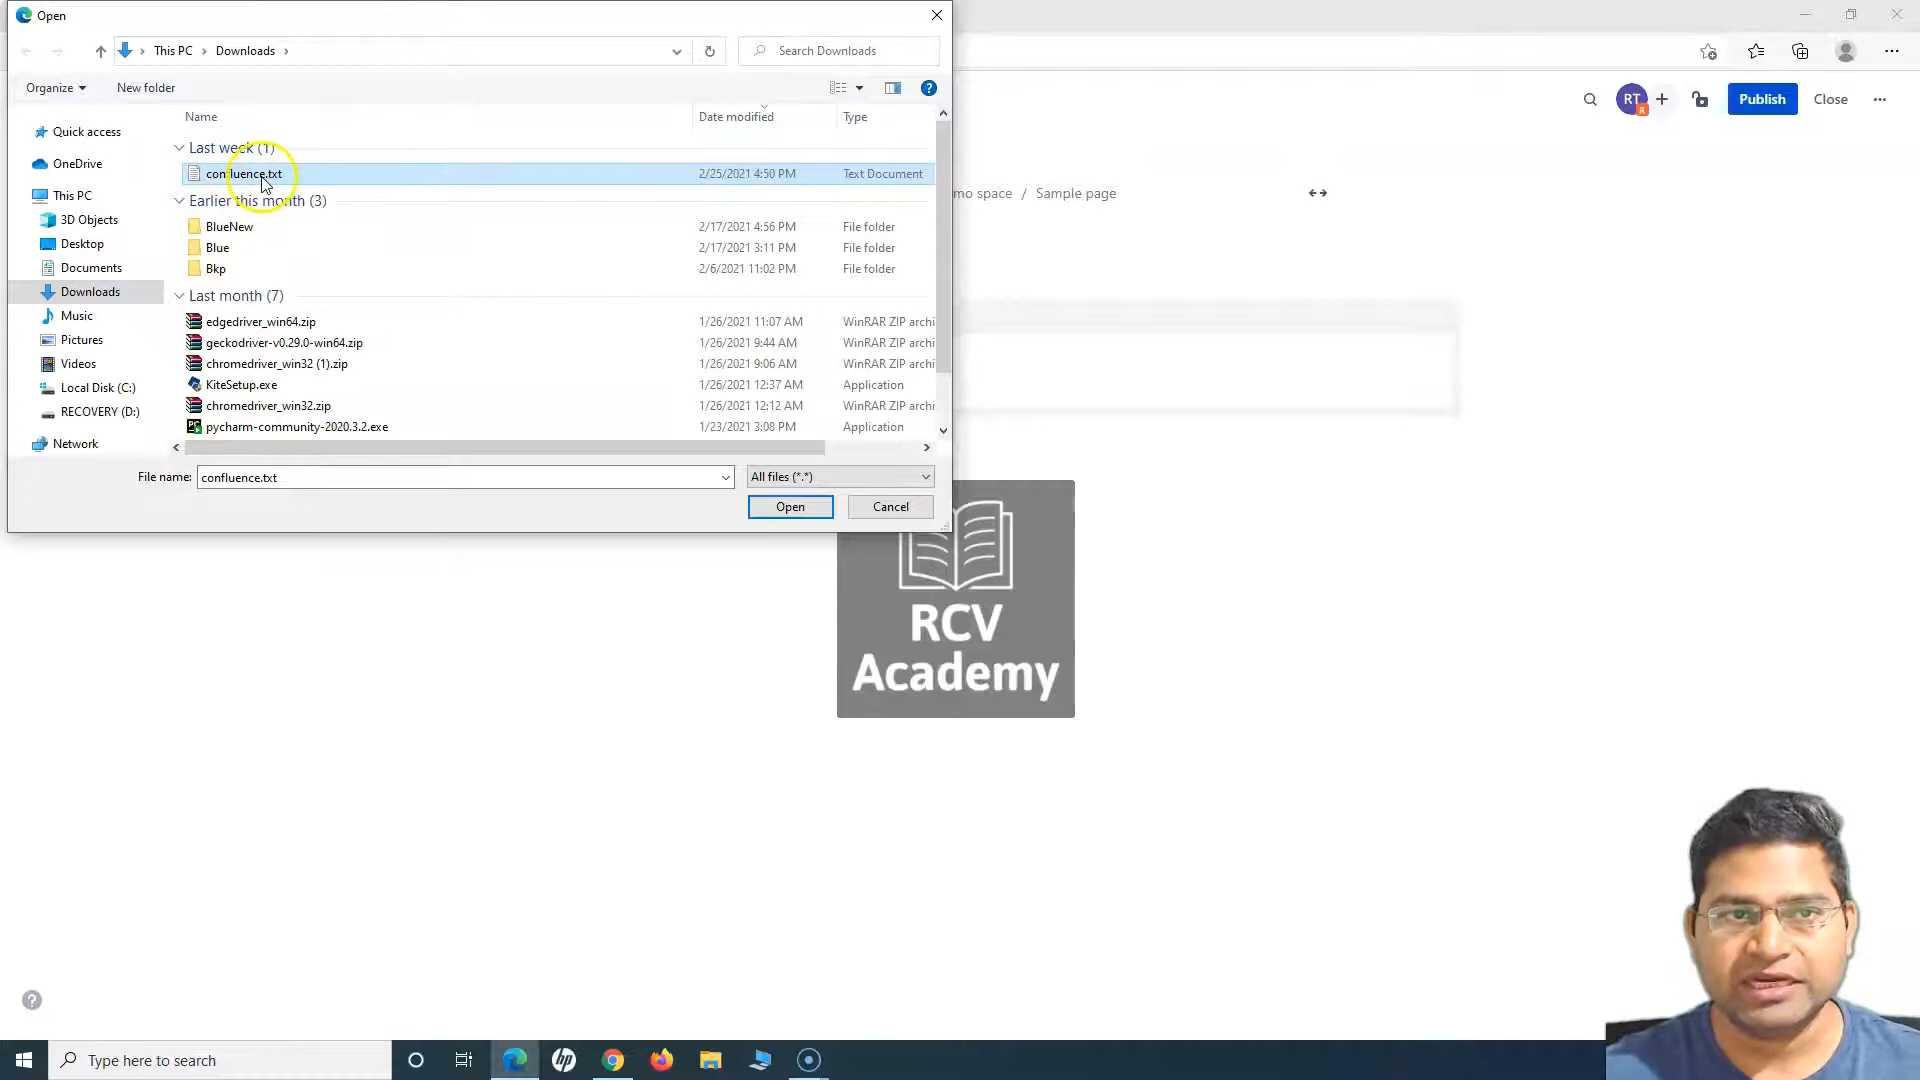 Open
This PC > Downloads >
Search Downloads
Organize
New folder
Name
Date modified
Type
Quick access
OneDrive
This PC
3D Objects
Desktop
Documents
Downloads
Music
Pictures
Videos
Local Disk (C:)
RECOVERY (D:)
Network
Last week (1)
confluence.txt 2/25/2021 4:50 PM Text Document
Earlier this month (3)
BlueNew 2/17/2021 4:56 PM File folder
Blue 2/17/2021 3:11 PM File folder
Bkp 2/6/2021 11:02 PM File folder
Last month (7)
edgedriver_win64.zip 1/26/2021 11:07 AM WinRAR ZIP archi
geckodriver-v0.29.0-win64.zip 1/26/2021 9:44 AM WinRAR ZIP archi
chromedriver_win32 (1).zip 1/26/2021 9:06 AM WinRAR ZIP archi
KiteSetup.exe 1/26/2021 12:37 AM Application
chromedriver_win32.zip 1/26/2021 12:12 AM WinRAR ZIP archi
pycharm-community-2020.3.2.exe 1/23/2021 3:08 PM Application
File name: confluence.txt
All files (*.*)
Open
Cancel
RT
R
Publish
Close
mo space / Sample page
RCV
Academy
Type here to search
hp